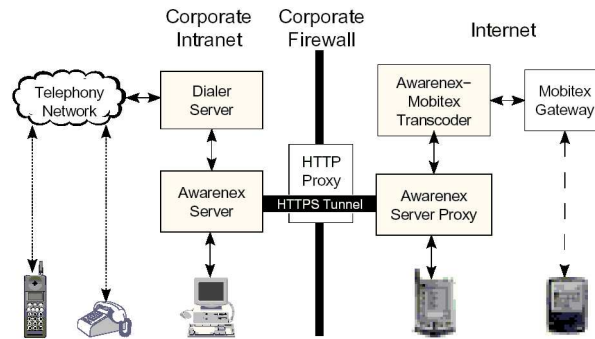 Corporate
Intranet
Corporate
Firewall
Internet
Telephony
Network
Dialer
Server
Awarenex–
Mobitex
Transcoder
Mobitex
Gateway
HTTP
Proxy
Awarenex
Server
HTTPS Tunnel
Awarenex
Server Proxy